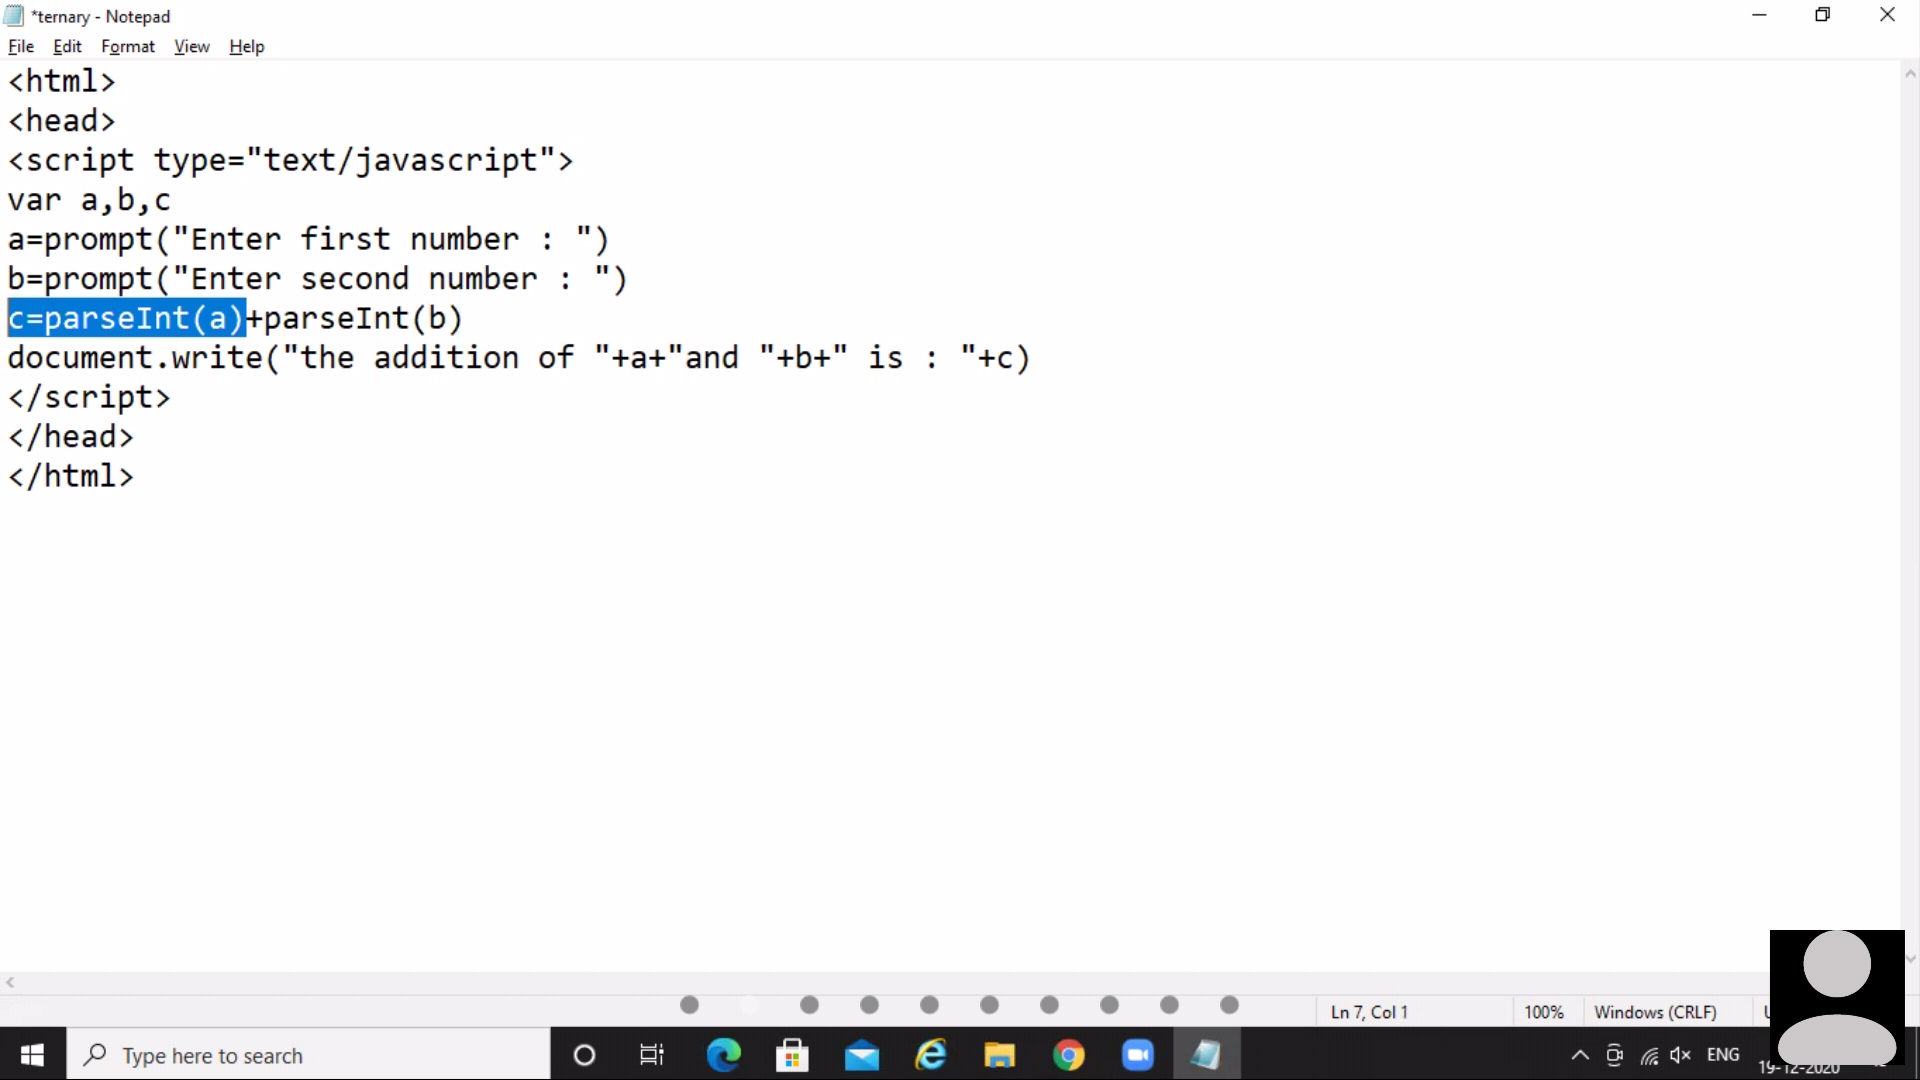 *ternary - Notepad
File Edit Format View Help
<html>
<head>
<script type="text/javascript">
var a,b,c
a=prompt("Enter first number : ")
b=prompt("Enter second number : ")
c=parseInt(a)+parseInt(b)
document.write("the addition of "+a+"and "+b+" is : "+c)
</script>
</head>
</html>
Ln 7, Col 1 100% Windows (CRLF)
Type here to search ENG
19-12-2020